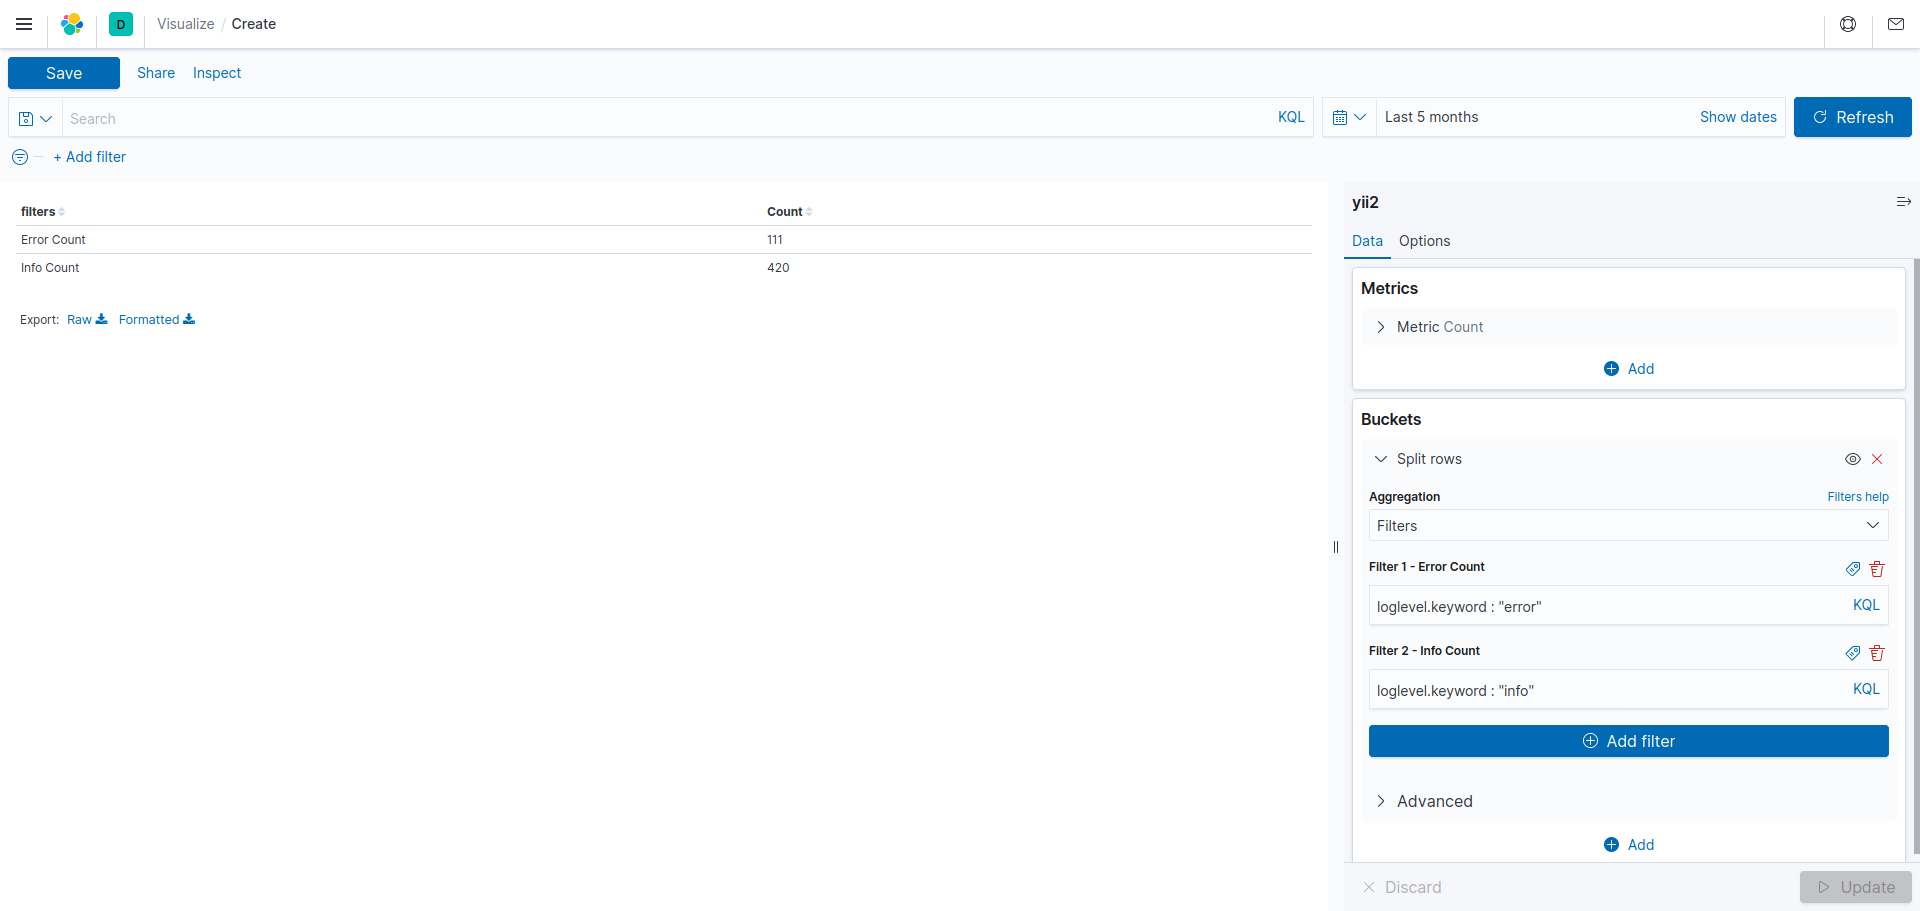 D Visualize / Create
Save Share Inspect
Search KQL Last 5 months Show dates Refresh
+ Add filter
filters Count
Error Count 111
Info Count 420
Export: Raw Formatted
yii2
Data Options
Metrics
Metric Count
Add
Buckets
Split rows
Aggregation Filters help
Filters
Filter 1 - Error Count
loglevel.keyword : "error" KQL
Filter 2 - Info Count
loglevel.keyword : "info" KQL
Add filter
Advanced
Add
Discard Update